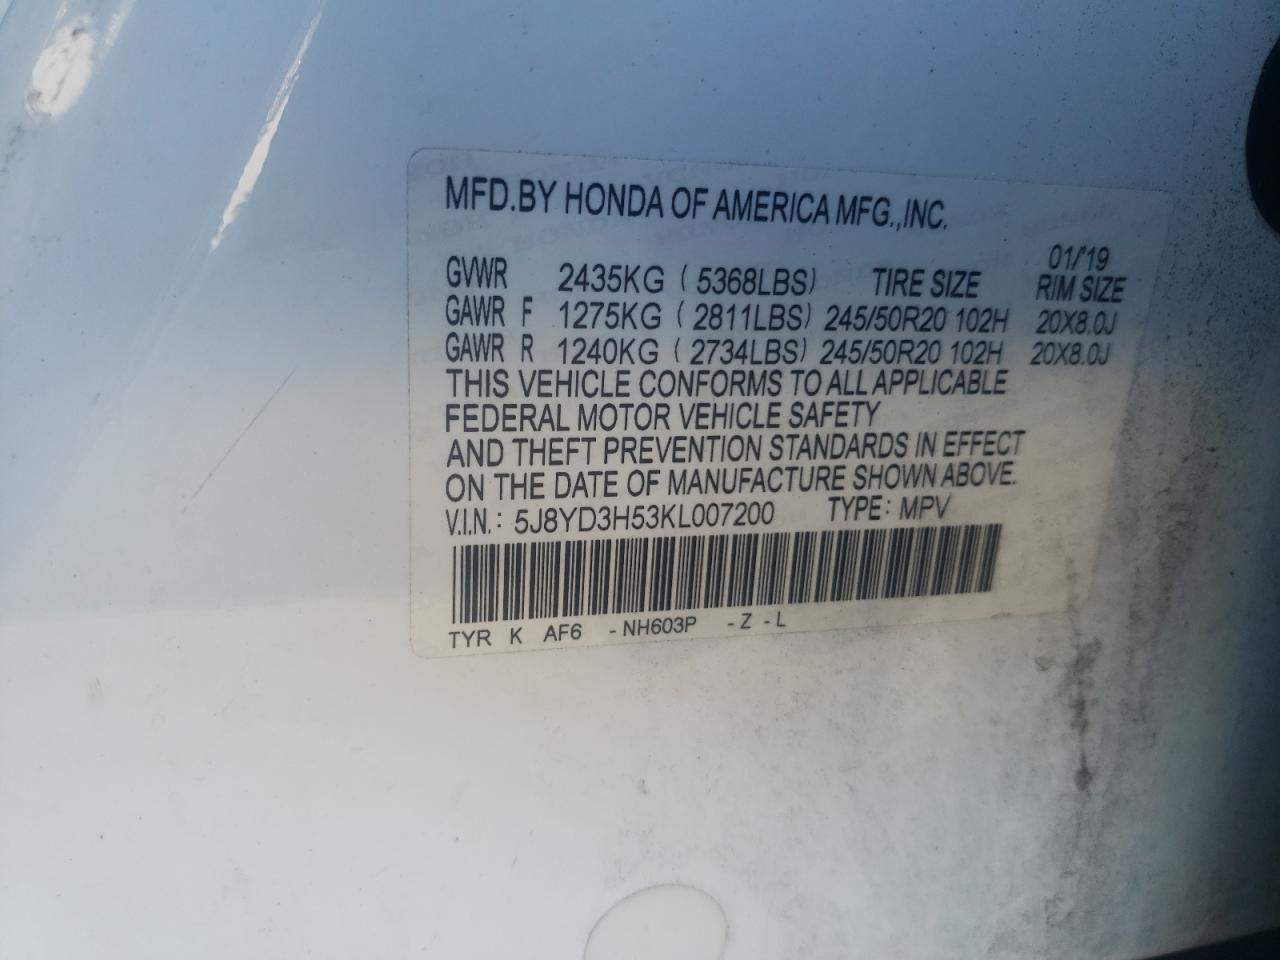 MFD.BY HONDA OF AMERICA MFG.,INC.
01/'19
GVWR 2435KG ( 5368LBS) TIRE SIZE RIM SIZE
GAWR F 1275KG ( 2811LBS) 245/50R20 102H 20X8.0J
GAWR R 1240KG ( 2734LBS) 245/50R20 102H 20X8.0J
THIS VEHICLE CONFORMS TO ALL APPLICABLE
FEDERAL MOTOR VEHICLE SAFETY
AND THEFT PREVENTION STANDARDS IN EFFECT
ON THE DATE OF MANUFACTURE SHOWN ABOVE.
V.I.N.: 5J8YD3H53KL007200 TYPE: MPV
TYR K AF6 -NH603P -Z -L